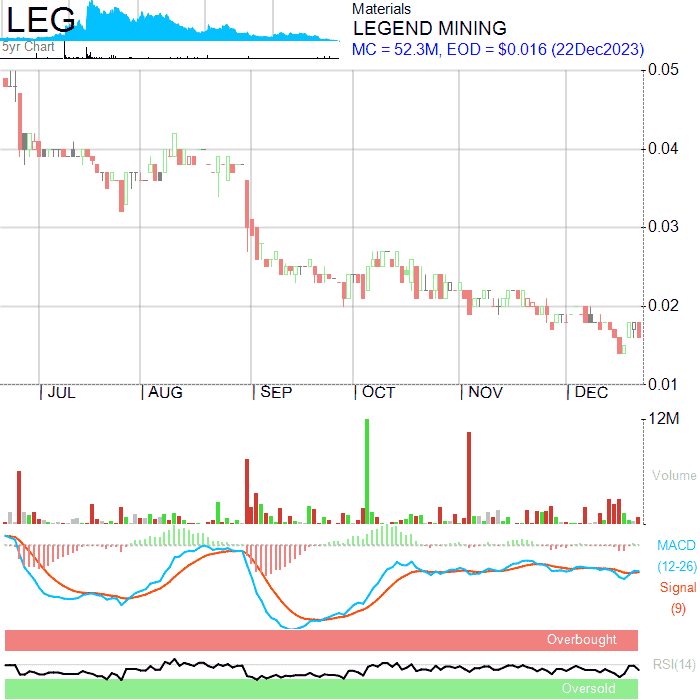 LEG
5yr Chart
Materials
LEGEND MINING
MC = 52.3M, EOD = $0.016 (22Dec2023)
0.05
0.04
0.03
0.02
0.01
JUL AUG SEP OCT NOV DEC
12M
Volume
MACD
(12-26)
Signal
(9)
Overbought
RSI(14)
Oversold